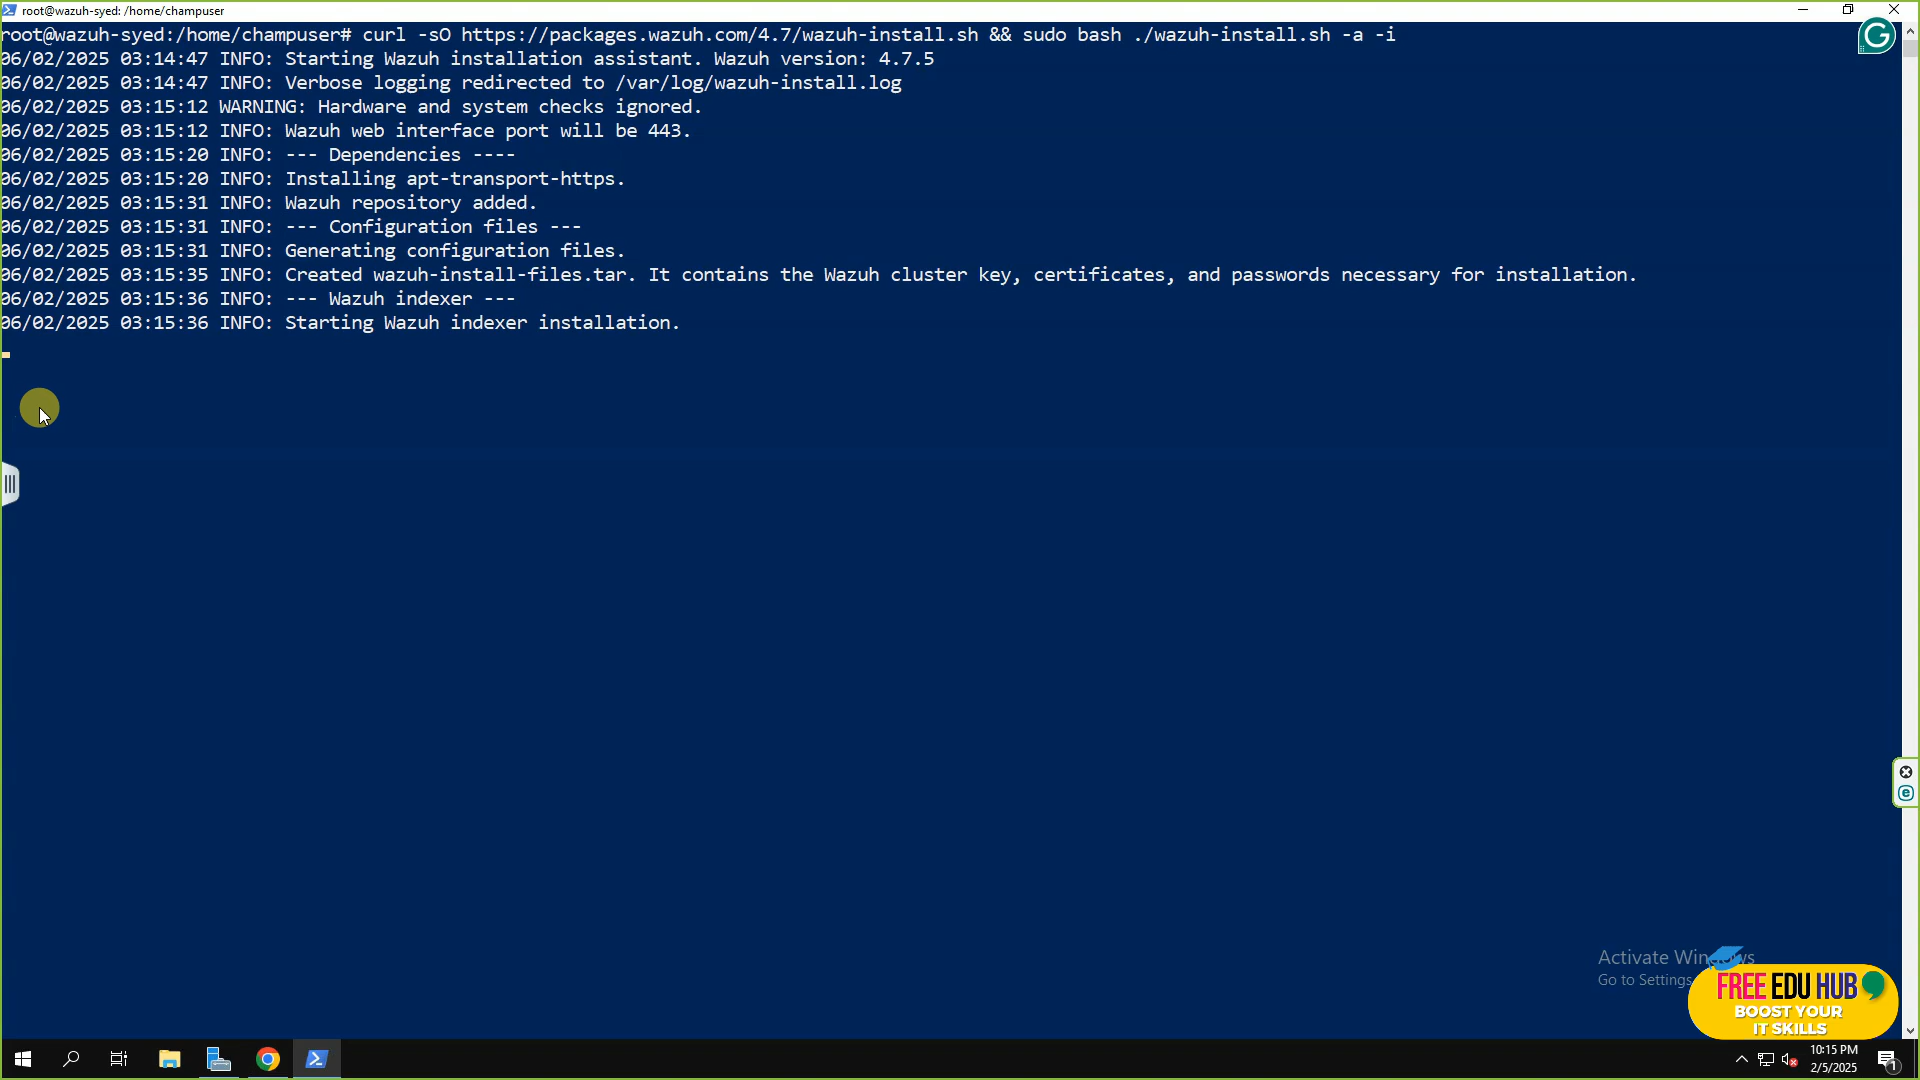 root@wazuh-syed: /home/champuser
root@wazuh-syed:/home/champuser# curl -sO https://packages.wazuh.com/4.7/wazuh-install.sh && sudo bash ./wazuh-install.sh -a -i
06/02/2025 03:14:47 INFO: Starting Wazuh installation assistant. Wazuh version: 4.7.5
06/02/2025 03:14:47 INFO: Verbose logging redirected to /var/log/wazuh-install.log
06/02/2025 03:15:12 WARNING: Hardware and system checks ignored.
06/02/2025 03:15:12 INFO: Wazuh web interface port will be 443.
06/02/2025 03:15:20 INFO: --- Dependencies ----
06/02/2025 03:15:20 INFO: Installing apt-transport-https.
06/02/2025 03:15:31 INFO: Wazuh repository added.
06/02/2025 03:15:31 INFO: --- Configuration files ---
06/02/2025 03:15:31 INFO: Generating configuration files.
06/02/2025 03:15:35 INFO: Created wazuh-install-files.tar. It contains the Wazuh cluster key, certificates, and passwords necessary for installation.
06/02/2025 03:15:36 INFO: --- Wazuh indexer ---
06/02/2025 03:15:36 INFO: Starting Wazuh indexer installation.
Activate Windows
Go to Settings
FREE EDU HUB
BOOST YOUR
IT SKILLS
10:15 PM
2/5/2025
1